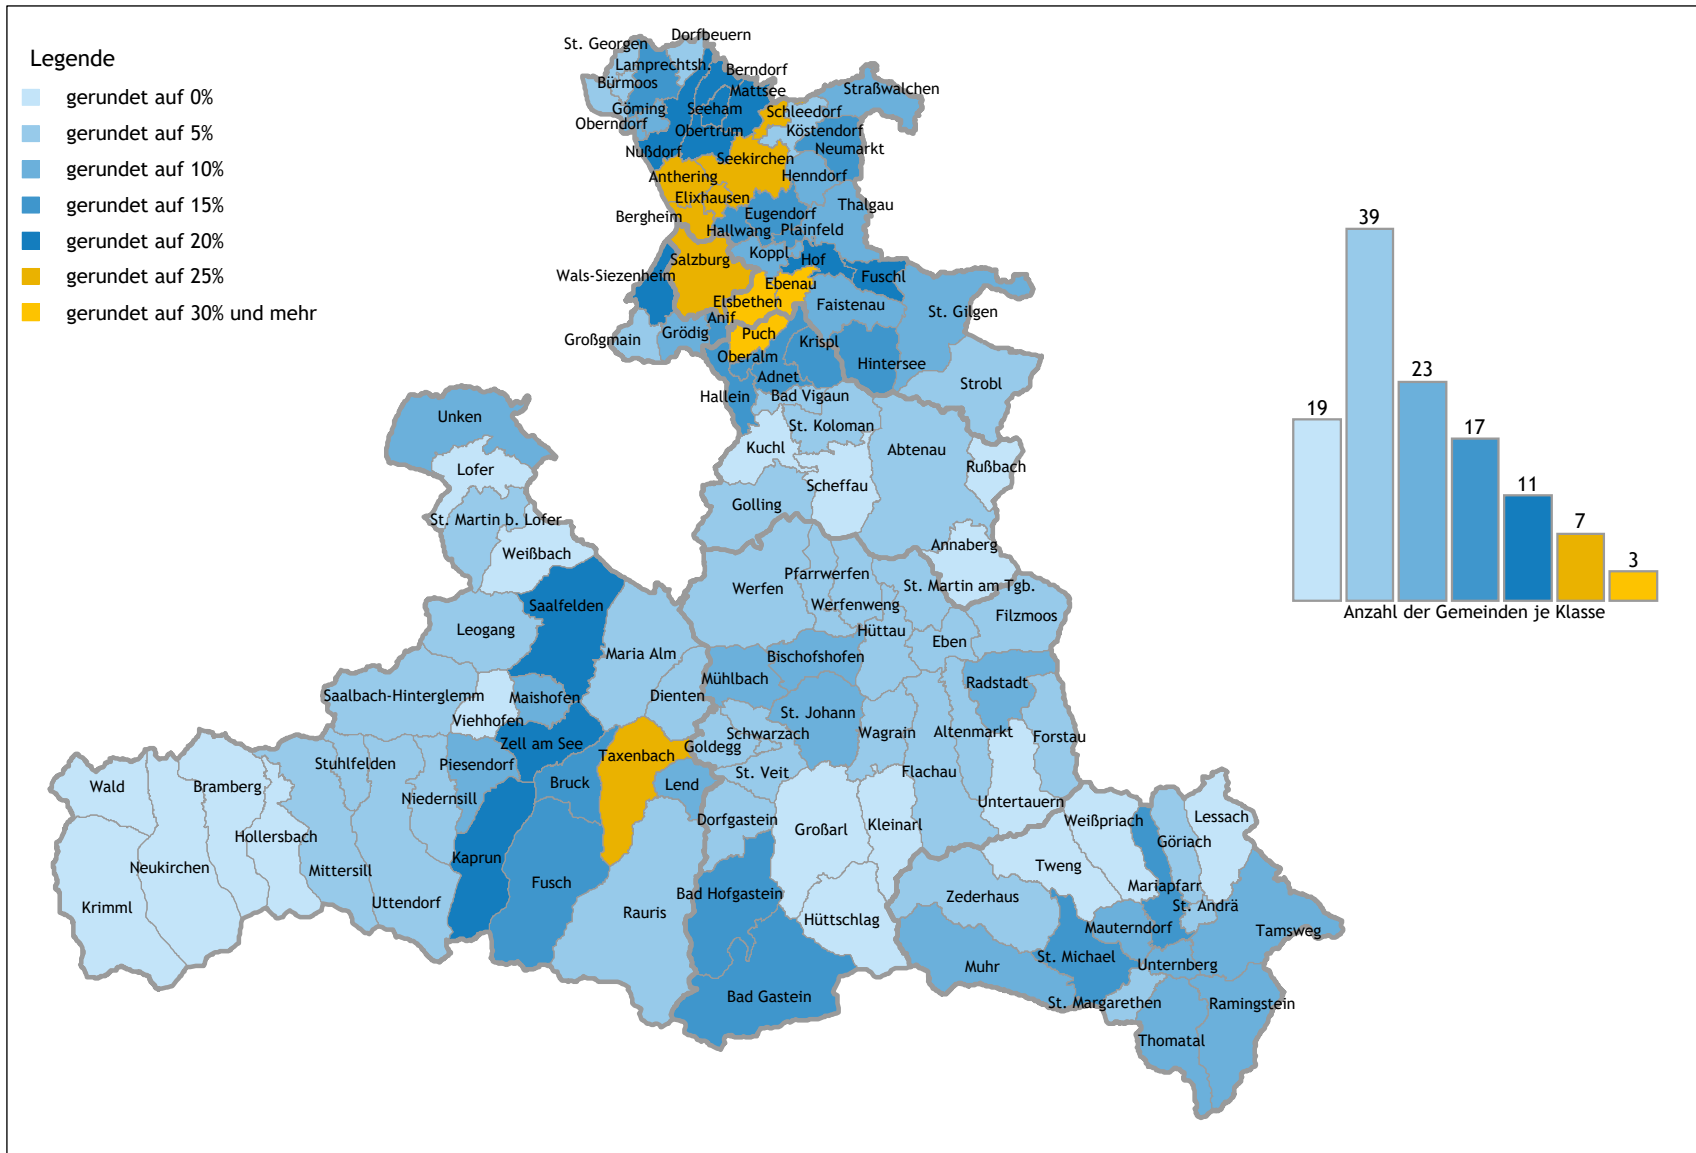 Legende
gerundet auf 0%
gerundet auf 5%
gerundet auf 10%
gerundet auf 15%
gerundet auf 20%
gerundet auf 25%
gerundet auf 30% und mehr
St. Georgen
Dorfbeuern
Lamprechtsh.
Berndorf
Bürmoos
Mattsee
Straßwalchen
Göming
Seeham
Schleedorf
Oberndorf
Obertrum
Köstendorf
Nußdorf
Seekirchen
Neumarkt
Anthering
Henndorf
Elixhausen
Thalgau
Bergheim
Eugendorf
Hallwang
Plainfeld
Salzburg
Koppl
Hof
Wals-Siezenheim
Ebenau
Fuschl
Elsbethen
Faistenau
St. Gilgen
Anif
Großgmain
Grödig
Puch
Krispl
Oberalm
Hintersee
Adnet
Strobl
Hallein
Bad Vigaun
Unken
St. Koloman
Kuchl
Abtenau
Lofer
Rußbach
Scheffau
Golling
St. Martin b. Lofer
Annaberg
Weißbach
Pfarrwerfen
Werfen
St. Martin am Tgb.
Saalfelden
Werfenweng
Filzmoos
Leogang
Hüttau
Eben
Maria Alm
Bischofshofen
Mühlbach
Radstadt
Saalbach-Hinterglemm
Maishofen
Dienten
St. Johann
Viehhofen
Schwarzach
Wagrain
Altenmarkt
Forstau
Zell am See
Goldegg
Taxenbach
Stuhlfelden
Piesendorf
St. Veit
Flachau
Wald
Bramberg
Bruck
Lend
Niedernsill
Untertauern
Dorfgastein
Großarl
Kleinarl
Weißpriach
Lessach
Hollersbach
Göriach
Neukirchen
Mittersill
Kaprun
Tweng
Fusch
Mariapfarr
Krimml
Uttendorf
Bad Hofgastein
Zederhaus
St. Andrä
Rauris
Hüttschlag
Mauterndorf
Tamsweg
St. Michael
Muhr
Unternberg
Bad Gastein
St. Margarethen
Ramingstein
Thomatal
19
39
23
17
11
7
3
Anzahl der Gemeinden je Klasse